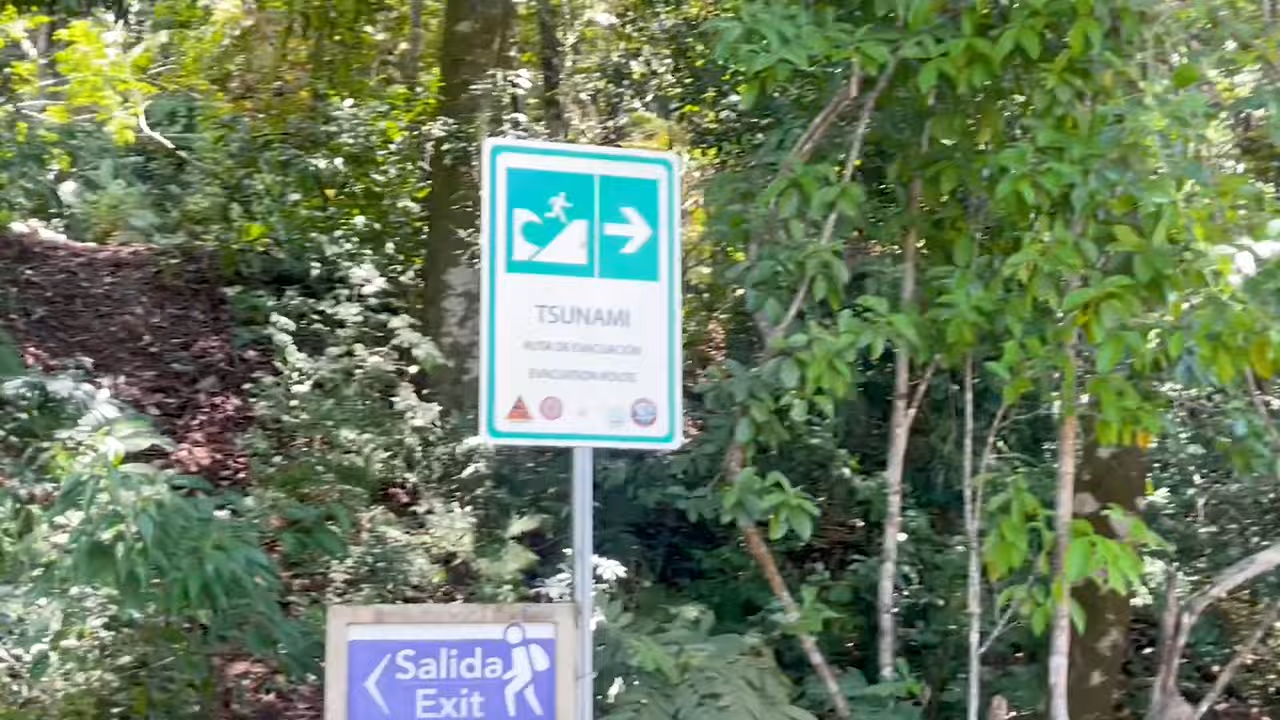 TSUNAMI
RUTA DE EVACUACIÓN
EVACUATION ROUTE
Salida
Exit